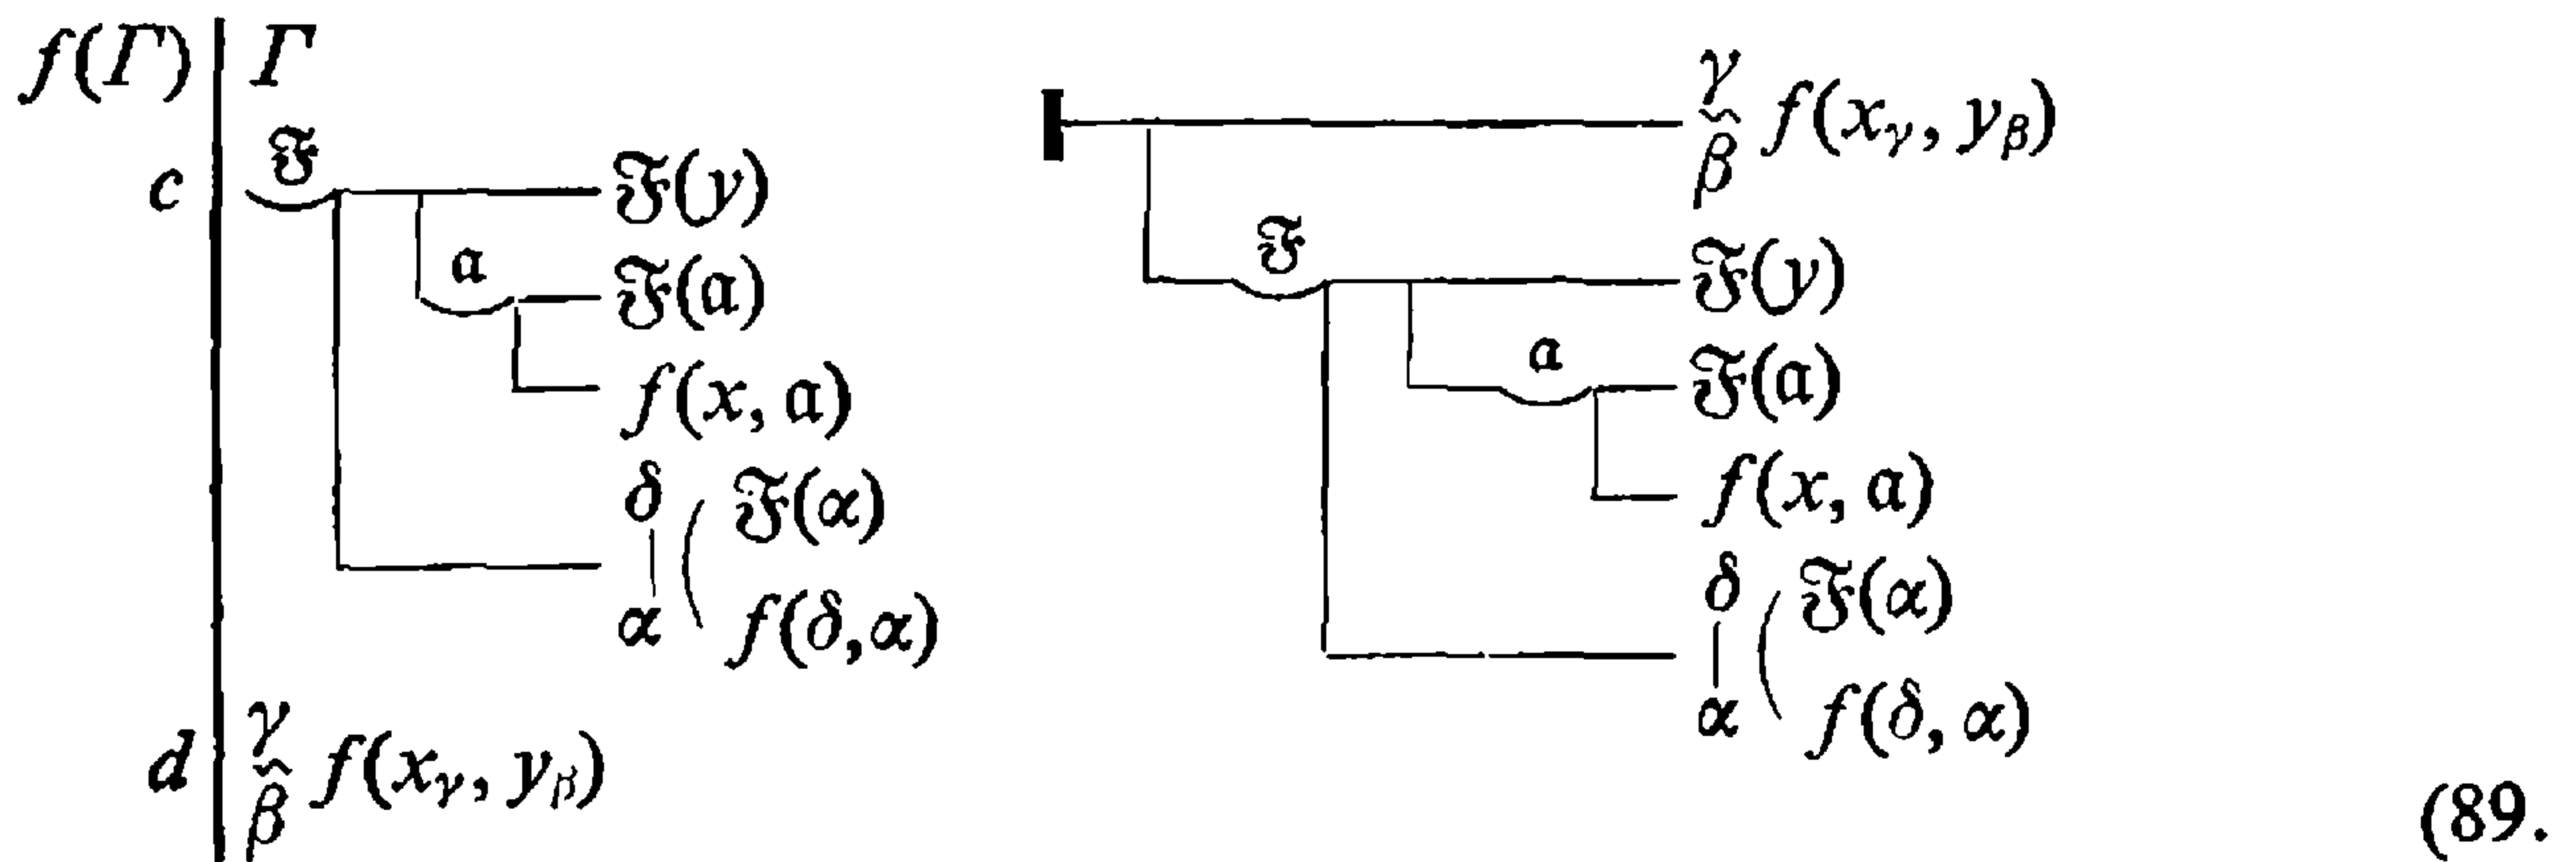 f(Γ) Γ
c 𝔉 𝔉(y)
𝔞 𝔉(𝔞)
f(x, 𝔞)
δ 𝔉(α)
α f(δ,α)
d γ f(x_γ, y_β)
β
γ f(x_γ, y_β)
β
𝔉 𝔉(y)
𝔞 𝔉(𝔞)
f(x, 𝔞)
δ 𝔉(α)
α f(δ, α)
(89.